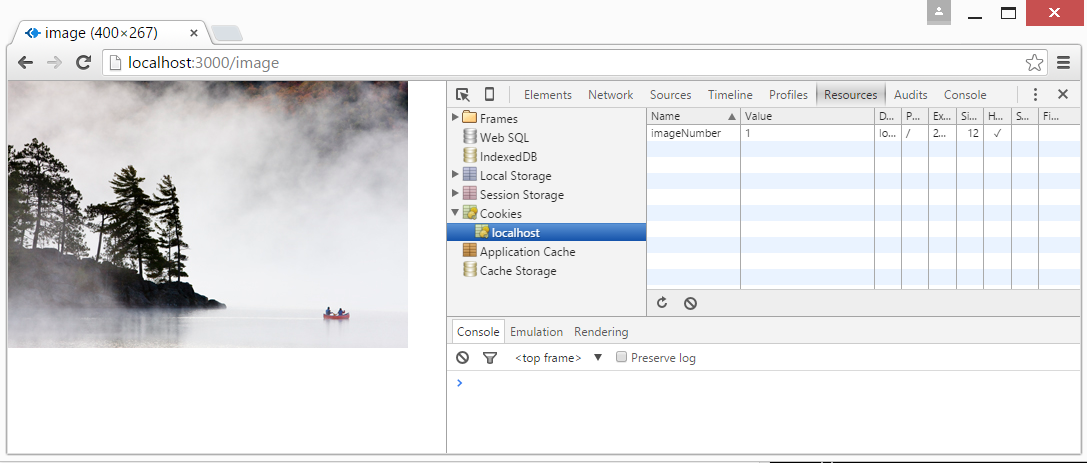 image (400×267)
localhost:3000/image
Elements Network Sources Timeline Profiles Resources Audits Console
Frames
Web SQL
IndexedDB
Local Storage
Session Storage
Cookies
localhost
Application Cache
Cache Storage
Name Value D... P... Ex... Si... H... S... Fi...
imageNumber 1 lo... / 2... 12 ✓
Console Emulation Rendering
<top frame> ▼ Preserve log
>